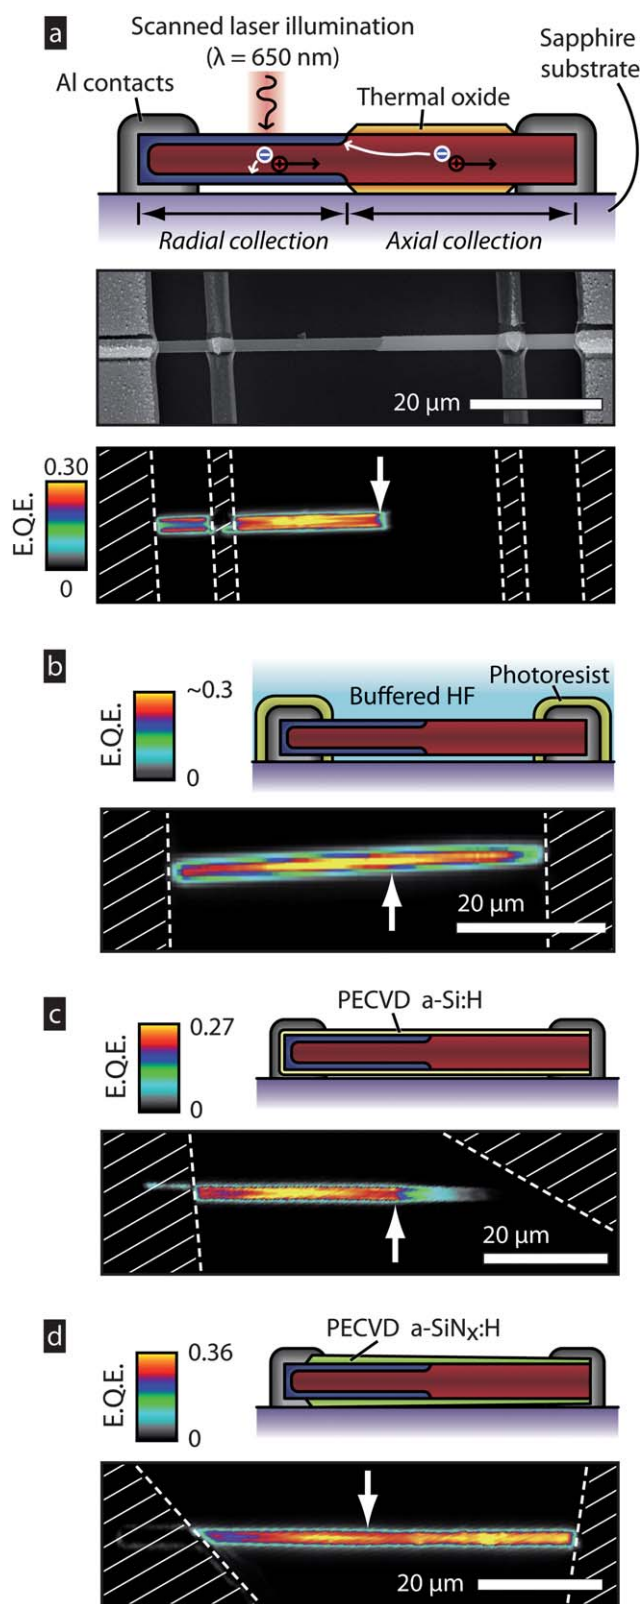 a
Scanned laser illumination
(λ = 650 nm)
Sapphire
substrate
Al contacts
Thermal oxide
Radial collection
Axial collection
20 μm
0.30
E.Q.E.
0
b
~0.3
E.Q.E.
0
Photoresist
Buffered HF
20 μm
c
0.27
E.Q.E.
0
PECVD a-Si:H
20 μm
d
0.36
E.Q.E.
0
PECVD a-SiNx:H
20 μm